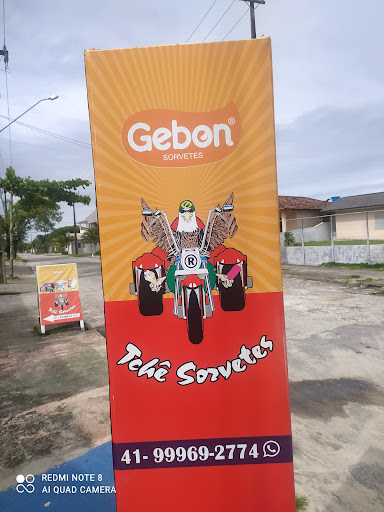 Gebon®
SORVETES
®
Tchê Sorvetes
41- 99969-2774
REDMI NOTE 8
AI QUAD CAMERA